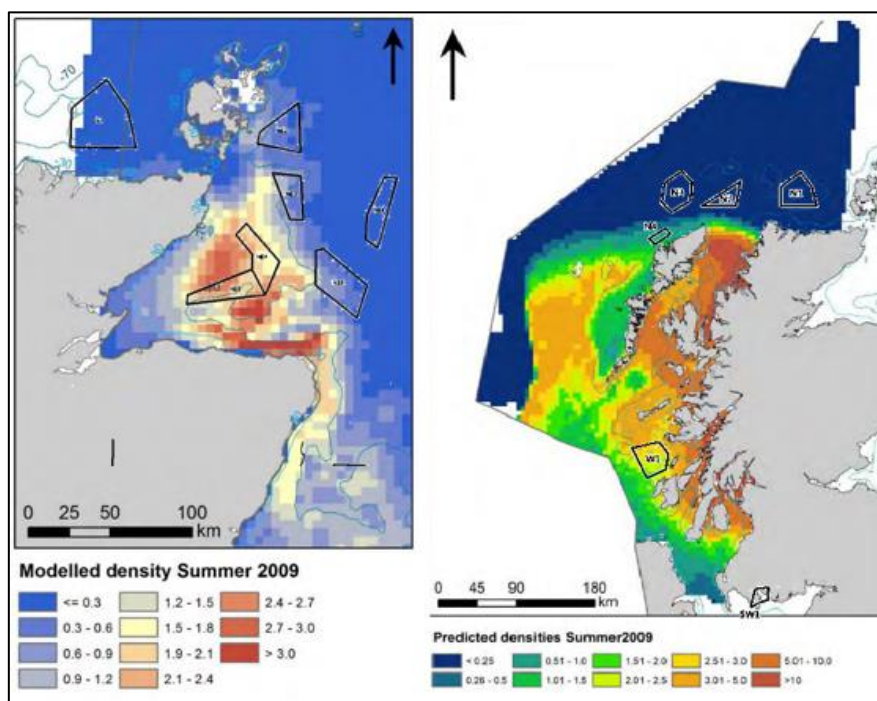 -70
0 25 50 100
km
Modelled density Summer 2009
<= 0.3
0.3 - 0.6
0.6 - 0.9
0.9 - 1.2
1.2 - 1.5
1.5 - 1.8
1.9 - 2.1
2.1 - 2.4
2.4 - 2.7
2.7 - 3.0
> 3.0
N3
N2
N1
N4
W1
SW1
0 45 90 180
km
Predicted densities Summer2009
< 0.25
0.26 - 0.5
0.51 - 1.0
1.01 - 1.5
1.51 - 2.0
2.01 - 2.5
2.51 - 3.0
3.01 - 5.0
5.01 - 10.0
>10